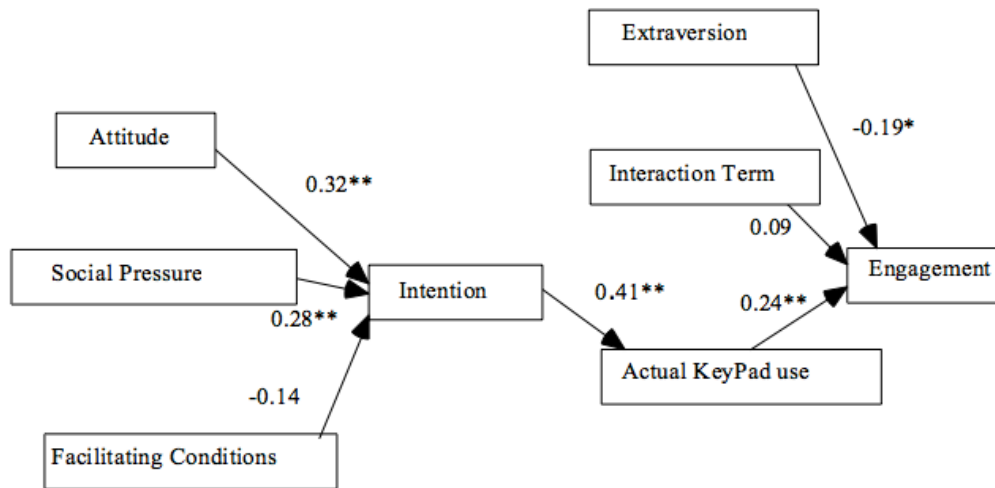 Extraversion
Attitude
-0.19*
0.32**
Interaction Term
0.09
Social Pressure
Intention
Engagement
0.28**
0.41**
0.24**
Actual KeyPad use
-0.14
Facilitating Conditions